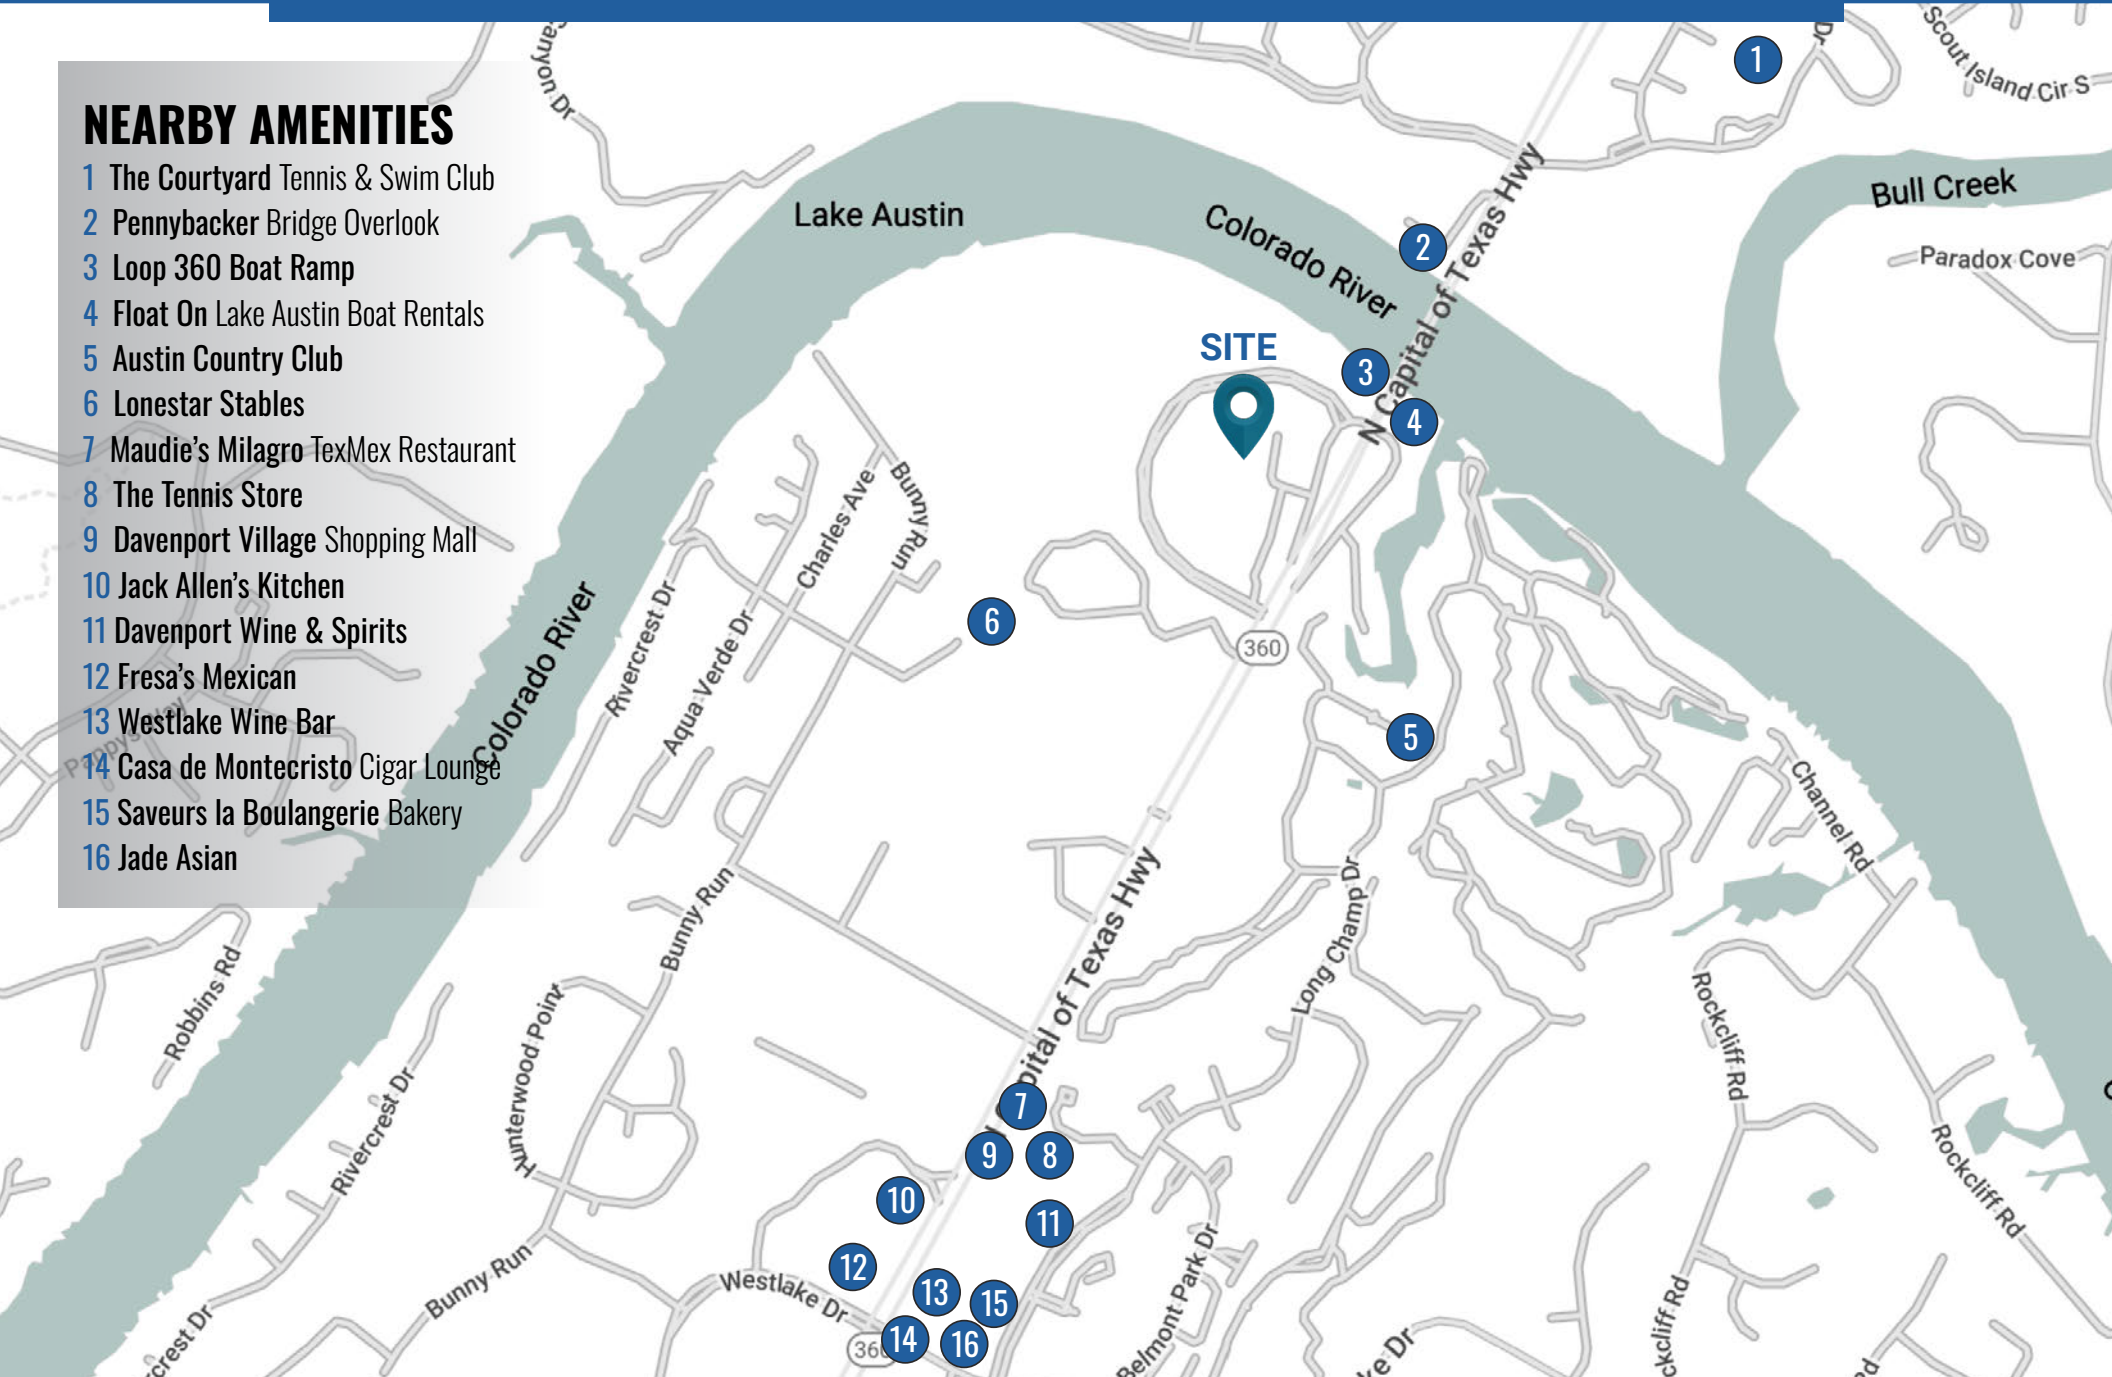 NEARBY AMENITIES
1 The Courtyard Tennis & Swim Club
2 Pennybacker Bridge Overlook
3 Loop 360 Boat Ramp
4 Float On Lake Austin Boat Rentals
5 Austin Country Club
6 Lonestar Stables
7 Maudie's Milagro TexMex Restaurant
8 The Tennis Store
9 Davenport Village Shopping Mall
10 Jack Allen's Kitchen
11 Davenport Wine & Spirits
12 Fresa's Mexican
13 Westlake Wine Bar
14 Casa de Montecristo Cigar Lounge
15 Saveurs la Boulangerie Bakery
16 Jade Asian
Dr
Scout Island Cir S
1
Lake Austin
Colorado River
2
N Capital of Texas Hwy
Bull Creek
Paradox Cove
SITE
3
4
Charles Ave
Bunny Run
Colorado River
Rivercrest Dr
Aqua Verde Dr
6
360
5
Channel Rd
Bunny Run
Long Champ Dr
Robbins Rd
Hunterwood Point
Rivercrest Dr
of Texas Hwy
Rockcliff Rd
Rockcliff Rd
7
9
8
10
11
12
Westlake Dr
13
15
14
16
Bunny Run
Belmont Park Dr